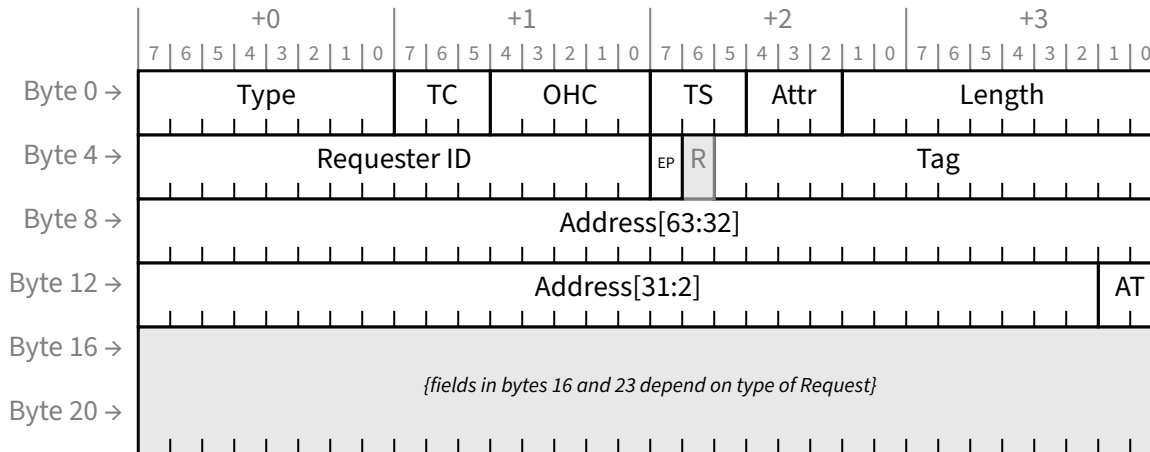 +0 +1 +2 +3
7 6 5 4 3 2 1 0 7 6 5 4 3 2 1 0 7 6 5 4 3 2 1 0 7 6 5 4 3 2 1 0
Byte 0 → Type TC OHC TS Attr Length
Byte 4 → Requester ID EP R Tag
Byte 8 → Address[63:32]
Byte 12 → Address[31:2] AT
Byte 16 →
{fields in bytes 16 and 23 depend on type of Request}
Byte 20 →